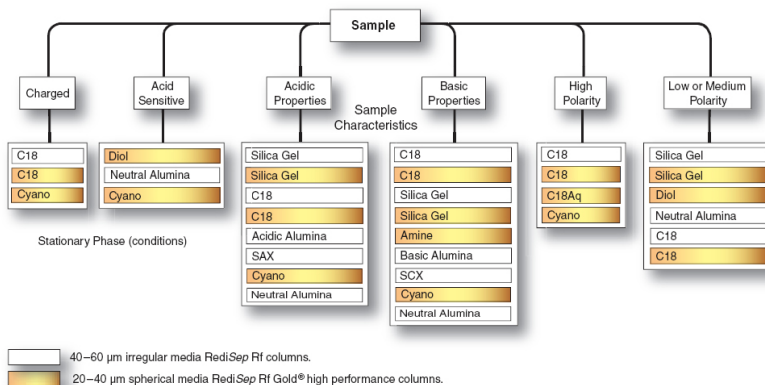 Sample
Charged
Acid
Sensitive
Acidic
Properties
Sample
Characteristics
Basic
Properties
High
Polarity
Low or Medium
Polarity
C18
C18
Cyano
Diol
Neutral Alumina
Cyano
Silica Gel
Silica Gel
C18
C18
Acidic Alumina
SAX
Cyano
Neutral Alumina
C18
C18
Silica Gel
Silica Gel
Amine
Basic Alumina
SCX
Cyano
Neutral Alumina
C18
C18
C18Aq
Cyano
Silica Gel
Silica Gel
Diol
Neutral Alumina
C18
C18
Stationary Phase (conditions)
40–60 µm irregular media RediSep Rf columns.
20–40 µm spherical media RediSep Rf Gold® high performance columns.